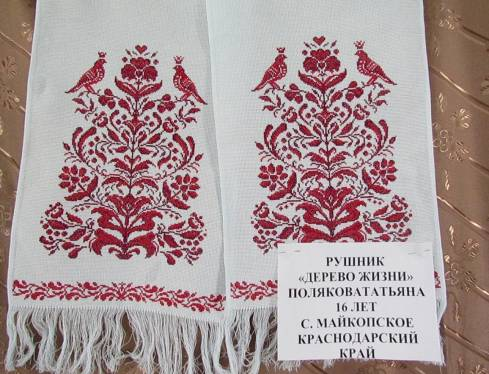 РУШНИК
«ДЕРЕВО ЖИЗНИ»
ПОЛЯКОВАТАТЬЯНА
16 ЛЕТ
С. МАЙКОПСКОЕ
КРАСНОДАРСКИЙ
КРАЙ